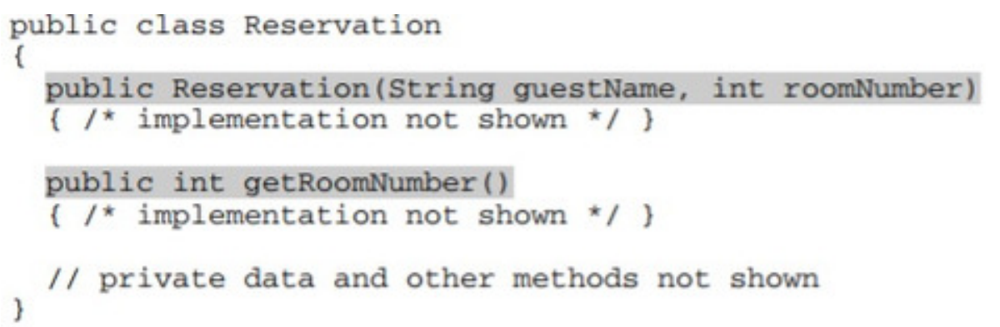 public class Reservation
{
public Reservation(String guestName, int roomNumber)
{ /* implementation not shown */ }
public int getRoomNumber()
{ /* implementation not shown */ }
// private data and other methods not shown
}